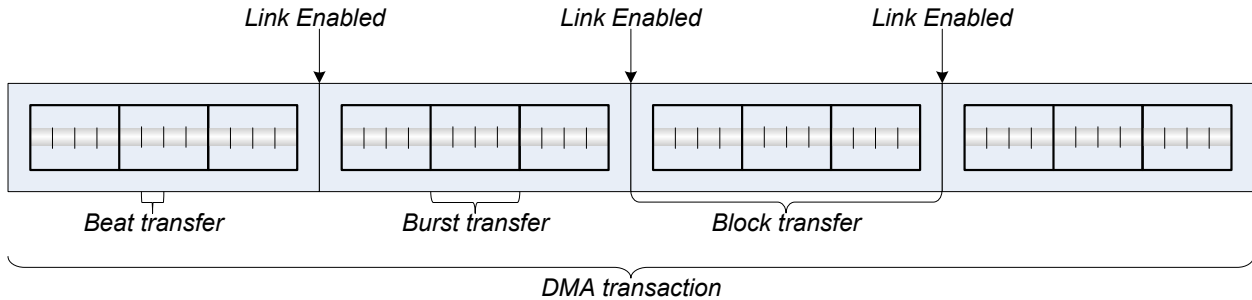 Link Enabled
Link Enabled
Link Enabled
Beat transfer
Burst transfer
Block transfer
DMA transaction